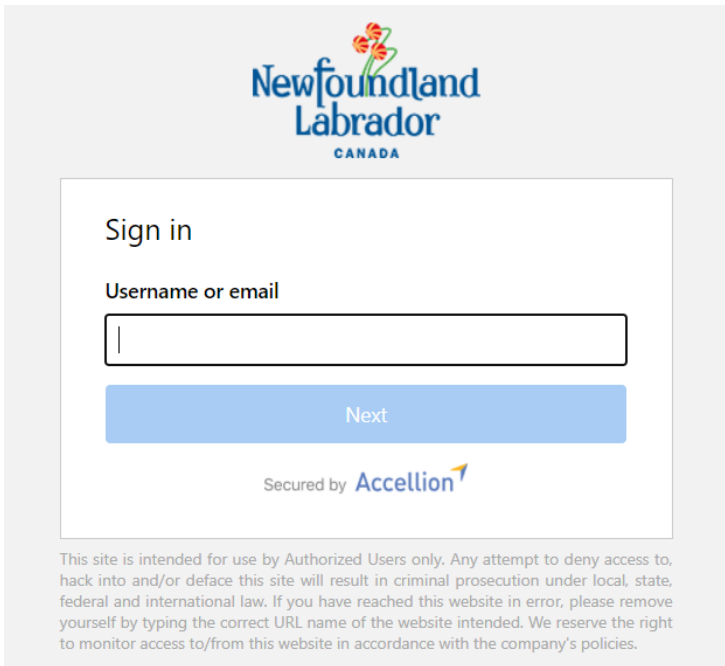 Newfoundland
Labrador
CANADA
Sign in
Username or email
Next
Secured by Accellion
This site is intended for use by Authorized Users only. Any attempt to deny access to,
hack into and/or deface this site will result in criminal prosecution under local, state,
federal and international law. If you have reached this website in error, please remove
yourself by typing the correct URL name of the website intended. We reserve the right
to monitor access to/from this website in accordance with the company's policies.